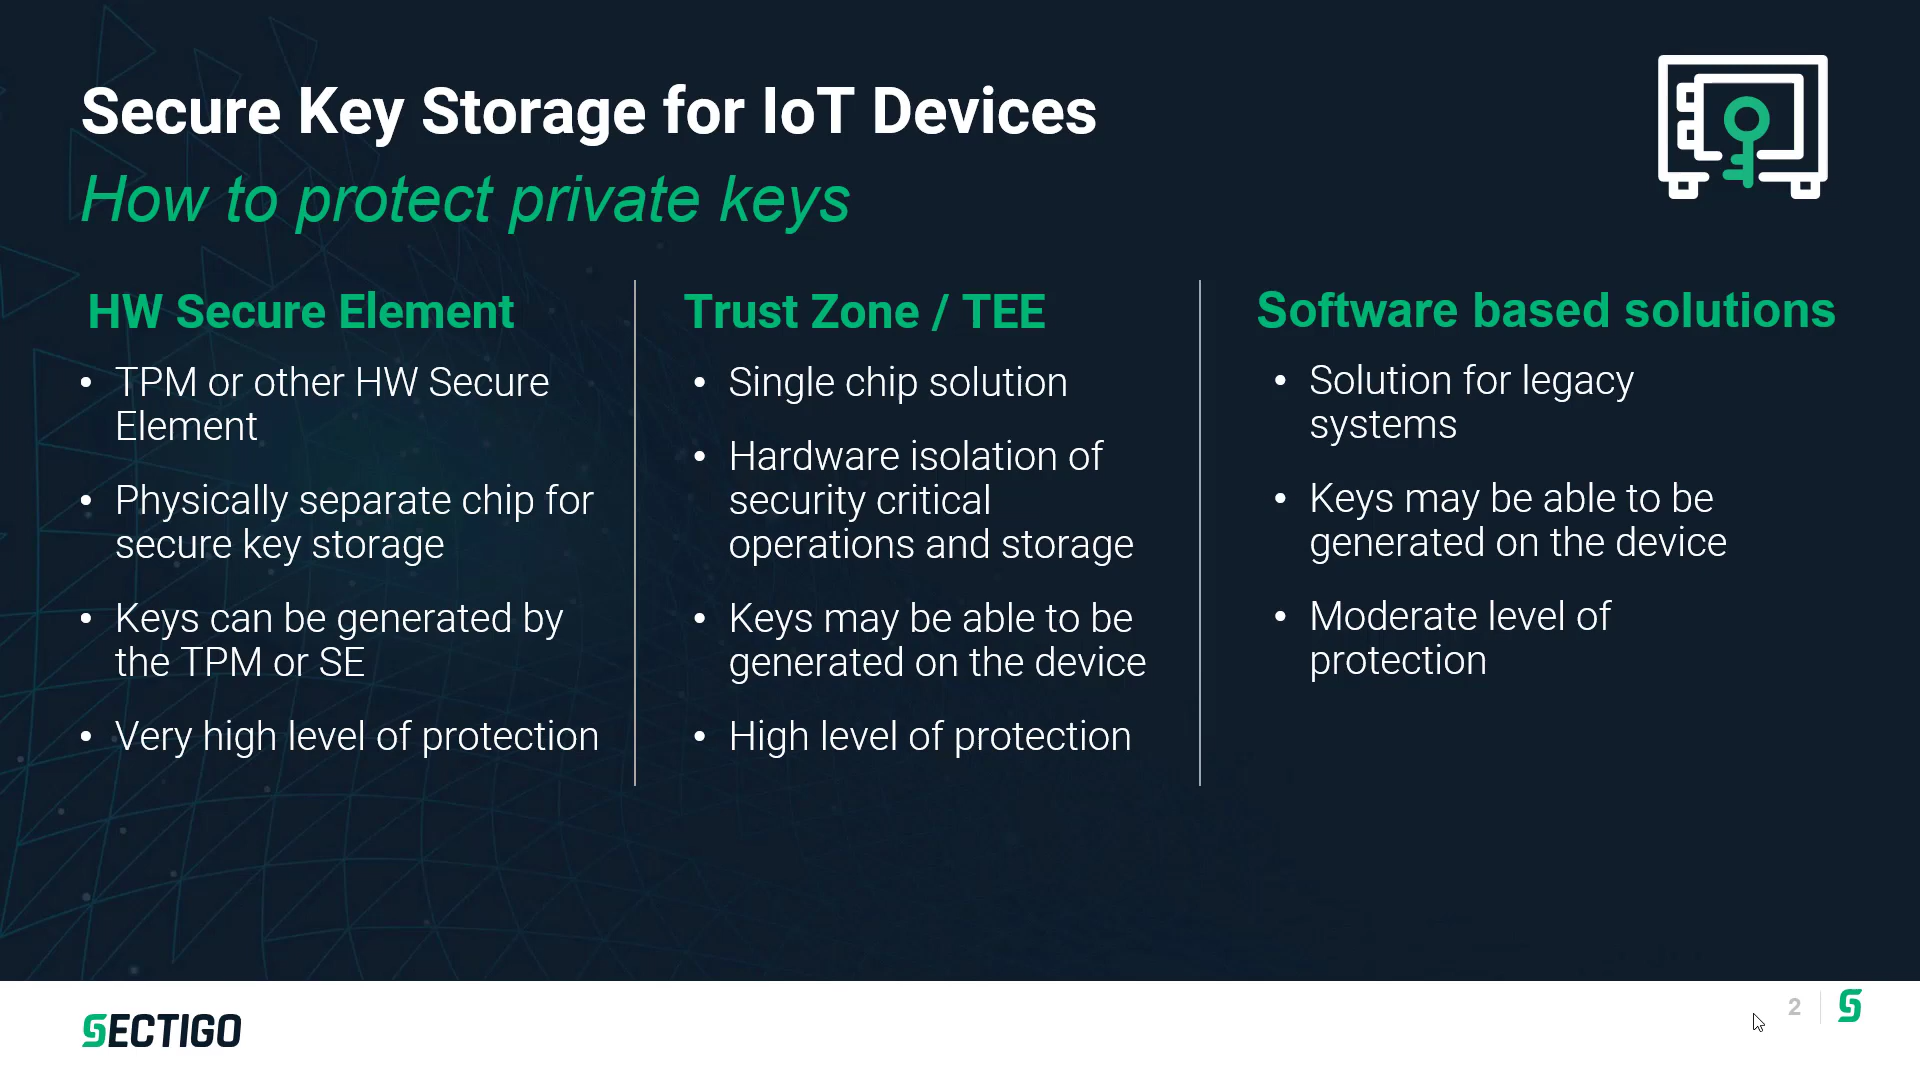 Secure Key Storage for IoT Devices
How to protect private keys
HW Secure Element
• TPM or other HW Secure
Element
• Physically separate chip for
secure key storage
• Keys can be generated by
the TPM or SE
• Very high level of protection
Trust Zone / TEE
• Single chip solution
• Hardware isolation of
security critical
operations and storage
• Keys may be able to be
generated on the device
• High level of protection
Software based solutions
• Solution for legacy
systems
• Keys may be able to be
generated on the device
• Moderate level of
protection
SECTIGO
2
S